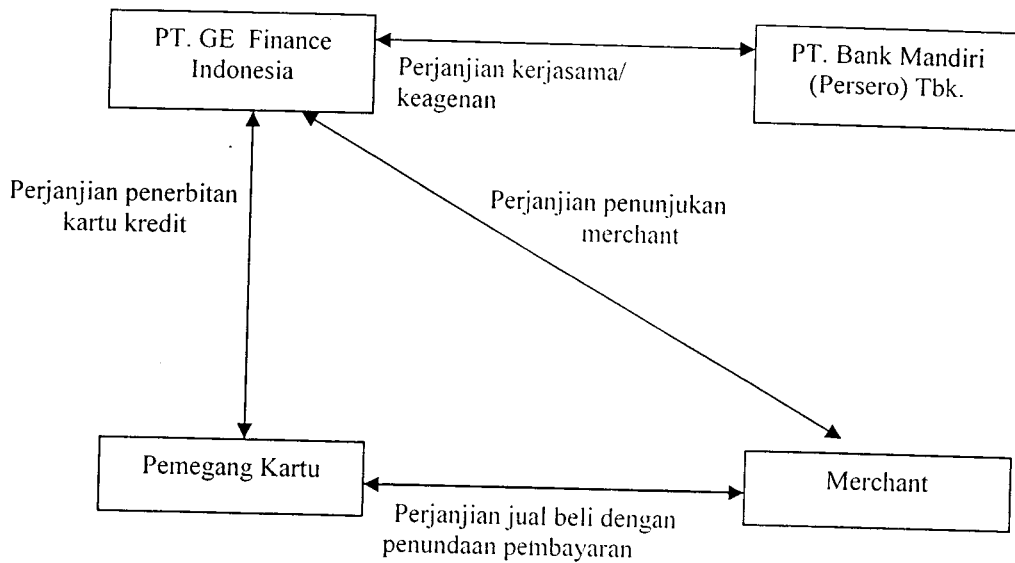 PT. GE Finance
Indonesia
Perjanjian kerjasama/
keagenan
PT. Bank Mandiri
(Persero) Tbk.
Perjanjian penerbitan
kartu kredit
Perjanjian penunjukan
merchant
Pemegang Kartu
Perjanjian jual beli dengan
penundaan pembayaran
Merchant